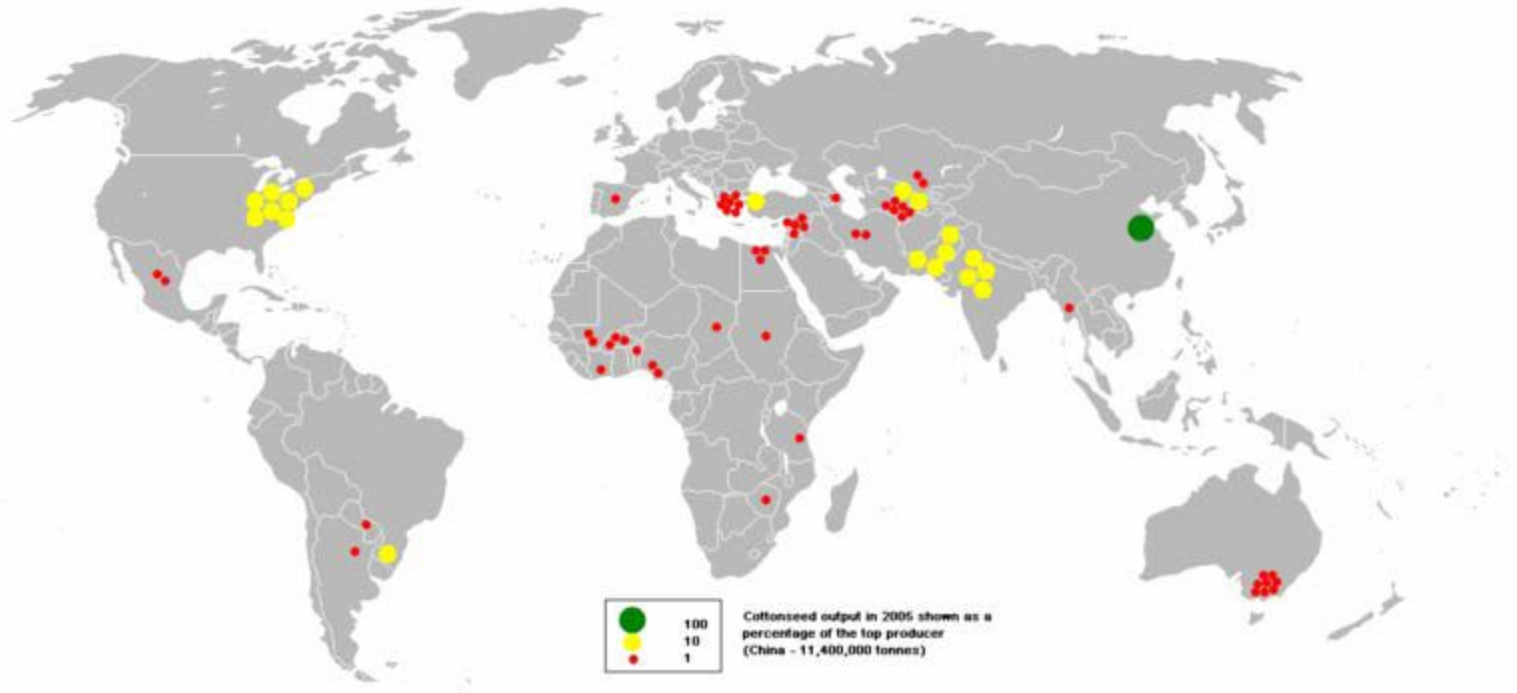 100
10
1
Cottonseed output in 2005 shown as a
percentage of the top producer
(China - 11,400,000 tonnes)